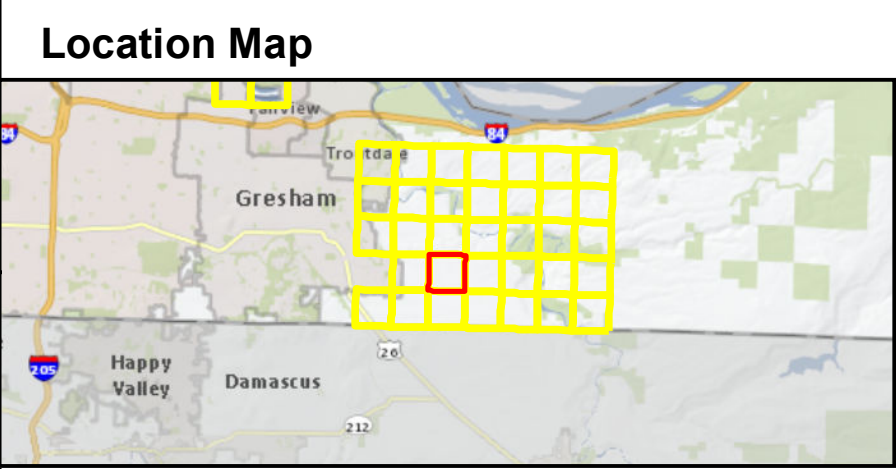 Location Map
Fairview
84
84
Troutdale
Gresham
26
Happy
Valley
205
Damascus
212